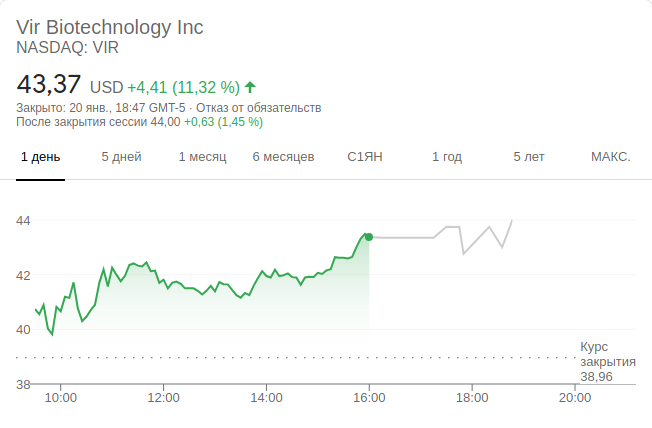 Vir Biotechnology Inc
NASDAQ: VIR
43,37 USD +4,41 (11,32 %)
Закрыто: 20 янв., 18:47 GMT-5 · Отказ от обязательств
После закрытия сессии 44,00 +0,63 (1,45 %)
1 день 5 дней 1 месяц 6 месяцев С1ЯН 1 год 5 лет МАКС.
44
42
40
Курс
закрытия
38,96
38
10:00 12:00 14:00 16:00 18:00 20:00